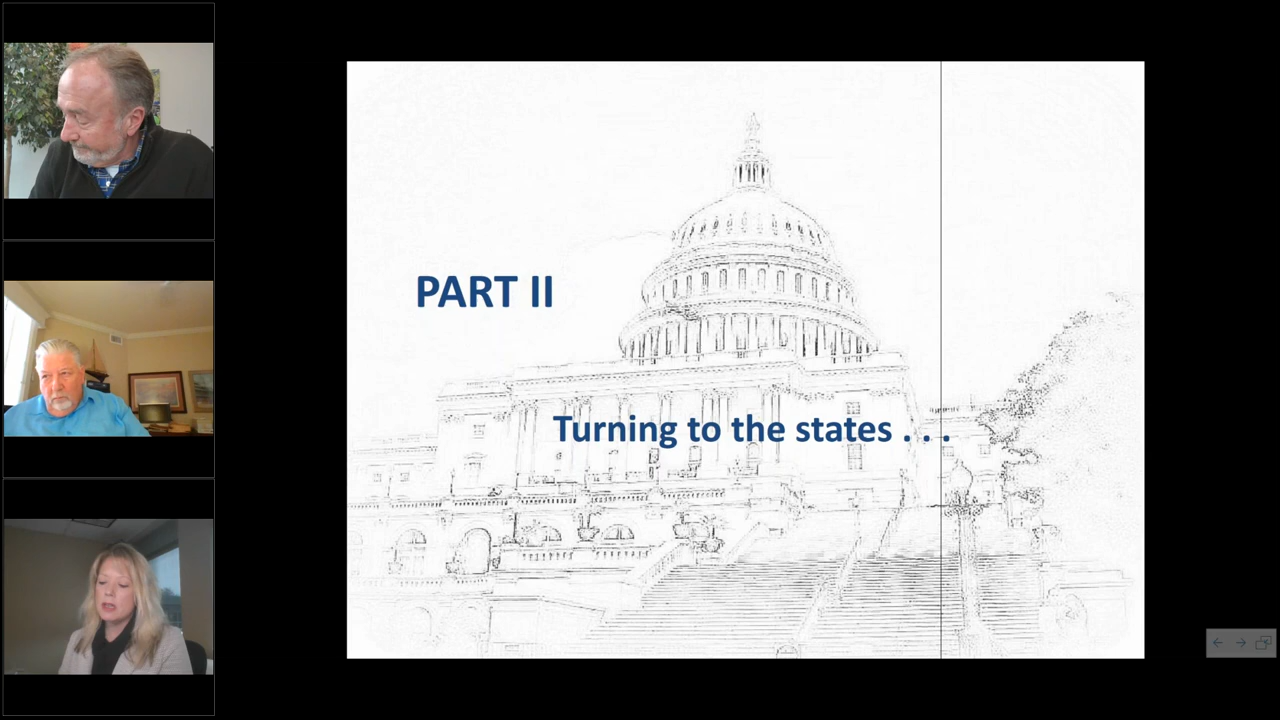 PART II
Turning to the states . . .